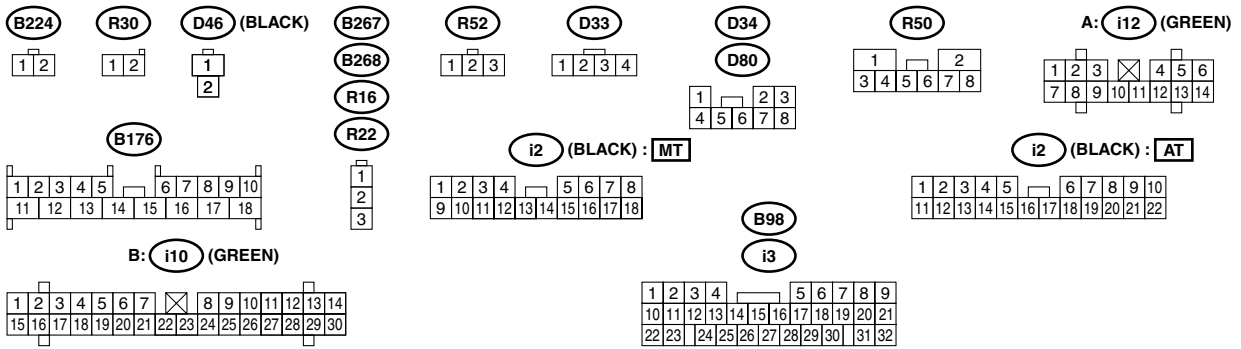 B224
1 2
R30
1 2
D46 (BLACK)
1
2
B267
B268
R16
R22
1
2
3
R52
1 2 3
D33
1 2 3 4
D34
D80
1 2 3
4 5 6 7 8
R50
1 2
3 4 5 6 7 8
A: i12 (GREEN)
1 2 3 4 5 6
7 8 9 10 11 12 13 14
B176
1 2 3 4 5 6 7 8 9 10
11 12 13 14 15 16 17 18
i2 (BLACK) : MT
1 2 3 4 5 6 7 8
9 10 11 12 13 14 15 16 17 18
i2 (BLACK) : AT
1 2 3 4 5 6 7 8 9 10
11 12 13 14 15 16 17 18 19 20 21 22
B: i10 (GREEN)
1 2 3 4 5 6 7 8 9 10 11 12 13 14
15 16 17 18 19 20 21 22 23 24 25 26 27 28 29 30
B98
i3
1 2 3 4 5 6 7 8 9
10 11 12 13 14 15 16 17 18 19 20 21
22 23 24 25 26 27 28 29 30 31 32